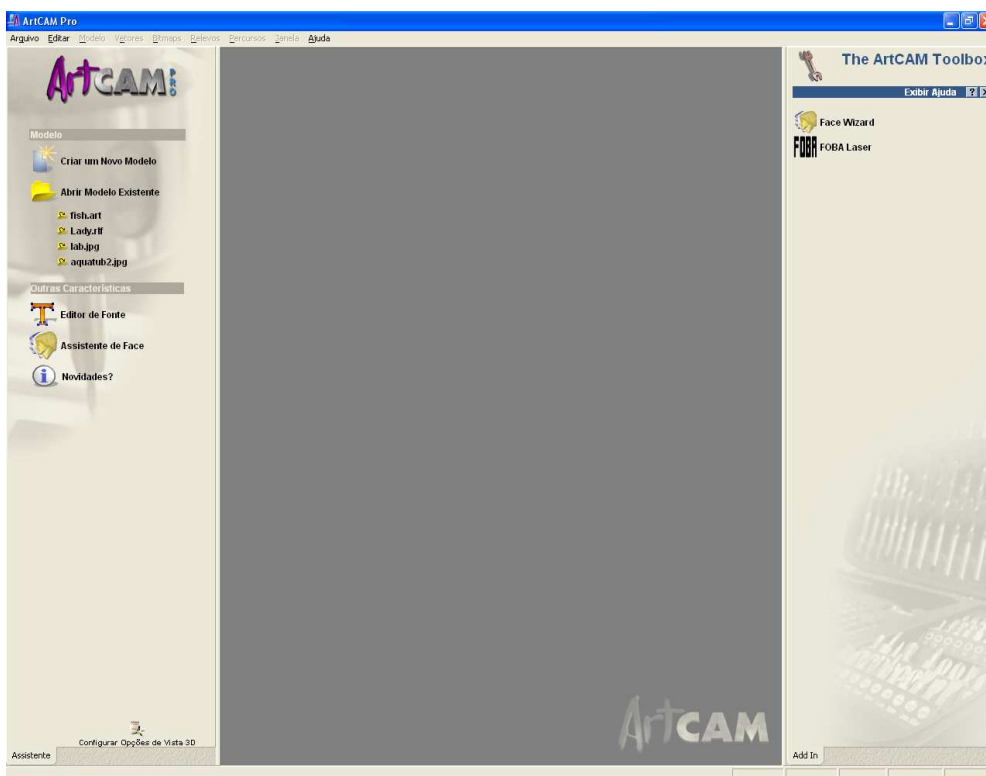 ArtCAM Pro
Arquivo Editar Modelo Vetores Bitmaps Relevos Percursos Janela Ajuda
ArtCAM PRO
Modelo
Criar um Novo Modelo
Abrir Modelo Existente
fish.art
Lady.rlf
lab.jpg
aquatub2.jpg
Outras Características
Editor de Fonte
Assistente de Face
Novidades?
Configurar Opções de Vista 3D
Assistente
ArtCAM
The ArtCAM Toolbox
Exibir Ajuda ? X
Face Wizard
FOBA FOBA Laser
Add In